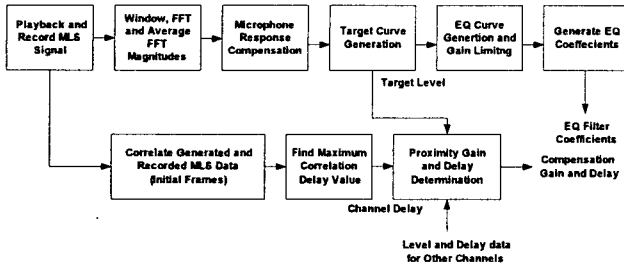 Playback and
Record MLS
Signal
Window, FFT
and Average
FFT
Magnitudes
Microphone
Response
Compensation
Target Curve
Generation
EQ Curve
Genertion and
Gain Limitng
Generate EQ
Coeffecients
Target Level
EQ Filter
Coefficients
Correlate Generated and
Recorded MLS Data
(Initial Frames)
Find Maximum
Correlation
Delay Value
Proximity Gain
and Delay
Determination
Compensation
Gain and Delay
Channel Delay
Level and Delay data
for Other Channels